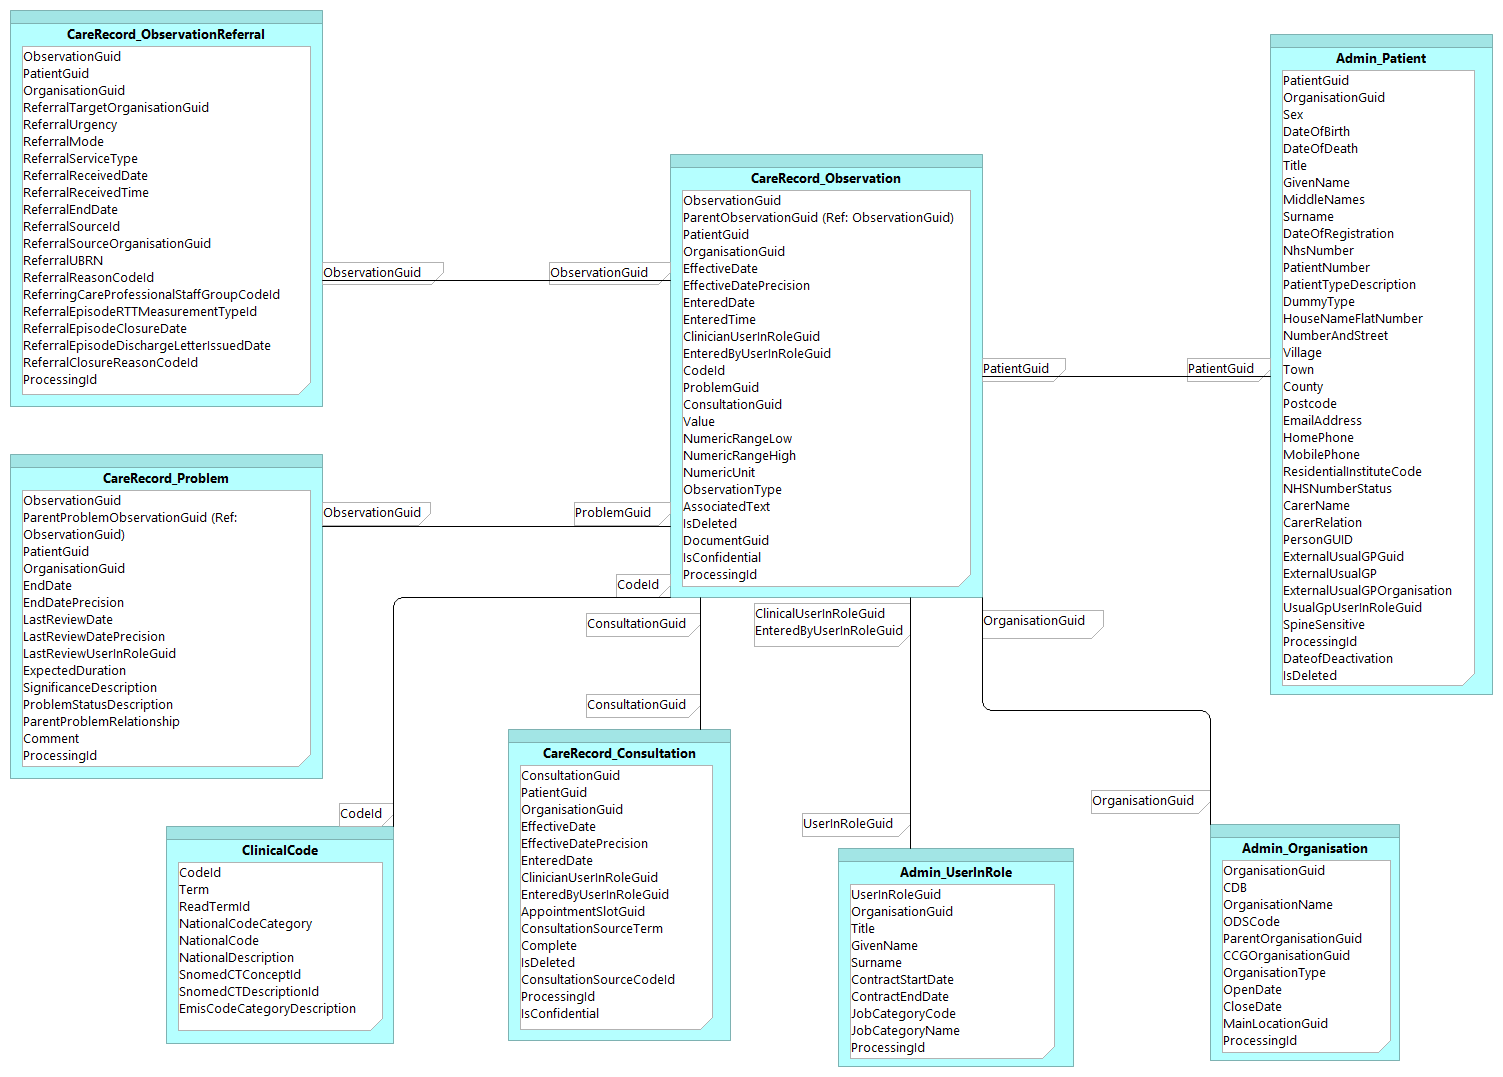 CareRecord_ObservationReferral
ObservationGuid
PatientGuid
OrganisationGuid
ReferralTargetOrganisationGuid
ReferralUrgency
ReferralMode
ReferralServiceType
ReferralReceivedDate
ReferralReceivedTime
ReferralEndDate
ReferralSourceId
ReferralSourceOrganisationGuid
ReferralUBRN
ReferralReasonCodeId
ReferringCareProfessionalStaffGroupCodeId
ReferralEpisodeRTTMeasurementTypeId
ReferralEpisodeClosureDate
ReferralEpisodeDischargeLetterIssuedDate
ReferralClosureReasonCodeId
ProcessingId
ObservationGuid
ObservationGuid
CareRecord_Observation
ObservationGuid
ParentObservationGuid (Ref: ObservationGuid)
PatientGuid
OrganisationGuid
EffectiveDate
EffectiveDatePrecision
EnteredDate
EnteredTime
ClinicianUserInRoleGuid
EnteredByUserInRoleGuid
CodeId
ProblemGuid
ConsultationGuid
Value
NumericRangeLow
NumericRangeHigh
NumericUnit
ObservationType
AssociatedText
IsDeleted
DocumentGuid
IsConfidential
ProcessingId
PatientGuid
PatientGuid
Admin_Patient
PatientGuid
OrganisationGuid
Sex
DateOfBirth
DateOfDeath
Title
GivenName
MiddleNames
Surname
DateOfRegistration
NhsNumber
PatientNumber
PatientTypeDescription
DummyType
HouseNameFlatNumber
NumberAndStreet
Village
Town
County
Postcode
EmailAddress
HomePhone
MobilePhone
ResidentialInstituteCode
NHSNumberStatus
CarerName
CarerRelation
PersonGUID
ExternalUsualGPGuid
ExternalUsualGP
ExternalUsualGPOrganisation
UsualGpUserInRoleGuid
SpineSensitive
ProcessingId
DateofDeactivation
IsDeleted
CareRecord_Problem
ObservationGuid
ParentProblemObservationGuid (Ref:
ObservationGuid)
PatientGuid
OrganisationGuid
EndDate
EndDatePrecision
LastReviewDate
LastReviewDatePrecision
LastReviewUserInRoleGuid
ExpectedDuration
SignificanceDescription
ProblemStatusDescription
ParentProblemRelationship
Comment
ProcessingId
ObservationGuid
ProblemGuid
CodeId
ConsultationGuid
ClinicalUserInRoleGuid
EnteredByUserInRoleGuid
OrganisationGuid
CodeId
ConsultationGuid
UserInRoleGuid
OrganisationGuid
ClinicalCode
CodeId
Term
ReadTermId
NationalCodeCategory
NationalCode
NationalDescription
SnomedCTConceptId
SnomedCTDescriptionId
EmisCodeCategoryDescription
CareRecord_Consultation
ConsultationGuid
PatientGuid
OrganisationGuid
EffectiveDate
EffectiveDatePrecision
EnteredDate
ClinicianUserInRoleGuid
EnteredByUserInRoleGuid
AppointmentSlotGuid
ConsultationSourceTerm
Complete
IsDeleted
ConsultationSourceCodeId
ProcessingId
IsConfidential
Admin_UserInRole
UserInRoleGuid
OrganisationGuid
Title
GivenName
Surname
ContractStartDate
ContractEndDate
JobCategoryCode
JobCategoryName
ProcessingId
Admin_Organisation
OrganisationGuid
CDB
OrganisationName
ODSCode
ParentOrganisationGuid
CCGOrganisationGuid
OrganisationType
OpenDate
CloseDate
MainLocationGuid
ProcessingId